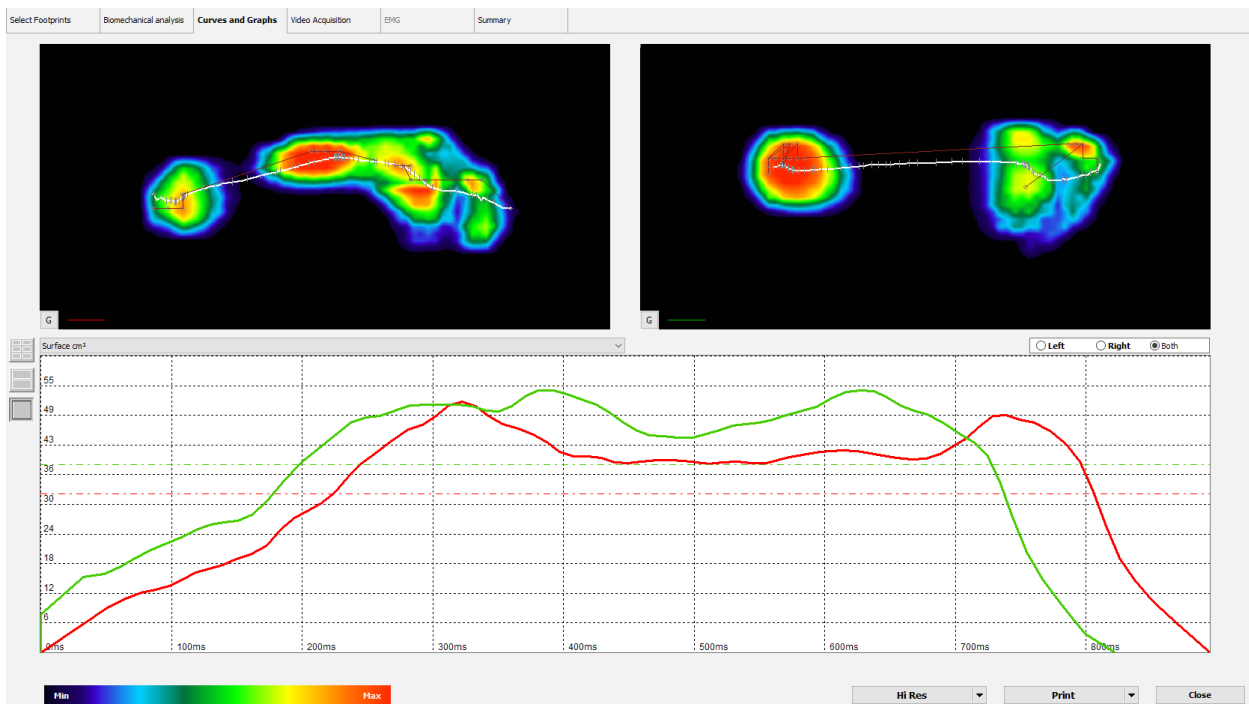 Select Footprints Biomechanical analysis Curves and Graphs Video Acquisition EMG Summary
G G
Surface cm²
Left Right Both
55
49
43
36
30
24
18
12
6
0ms 100ms 200ms 300ms 400ms 500ms 600ms 700ms 800ms
Min Max
Hi Res Print Close